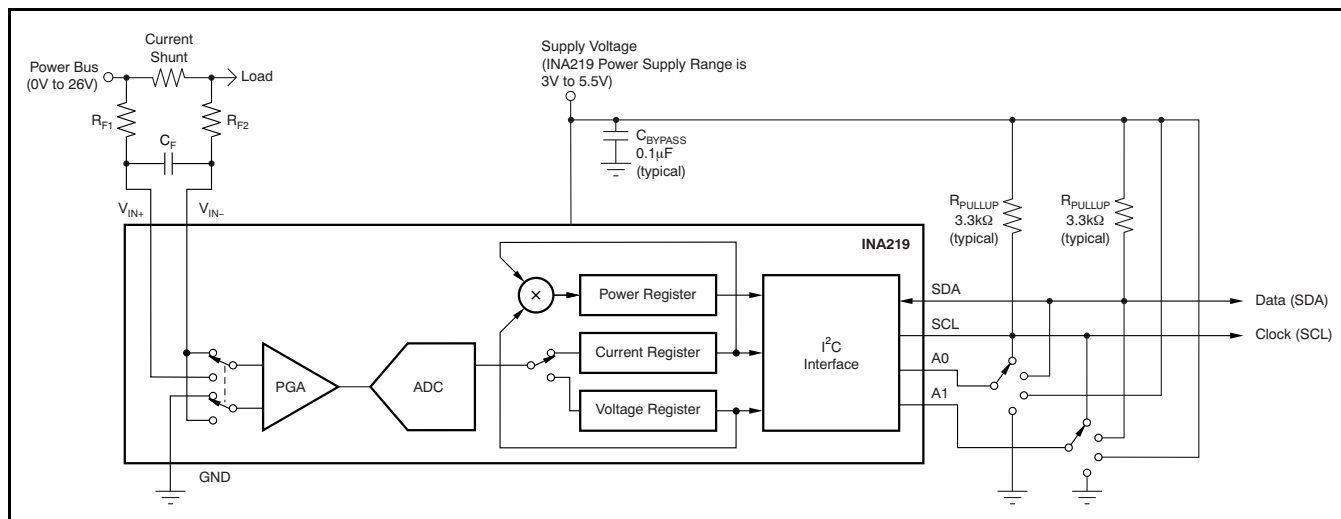 Current
Shunt
Power Bus
(0V to 26V)
Load
RF1
RF2
CF
VIN+
VIN–
Supply Voltage
(INA219 Power Supply Range is
3V to 5.5V)
CBYPASS
0.1μF
(typical)
RPULLUP
3.3kΩ
(typical)
RPULLUP
3.3kΩ
(typical)
INA219
×
Power Register
Current Register
Voltage Register
PGA
ADC
I2C
Interface
SDA
SCL
A0
A1
Data (SDA)
Clock (SCL)
GND